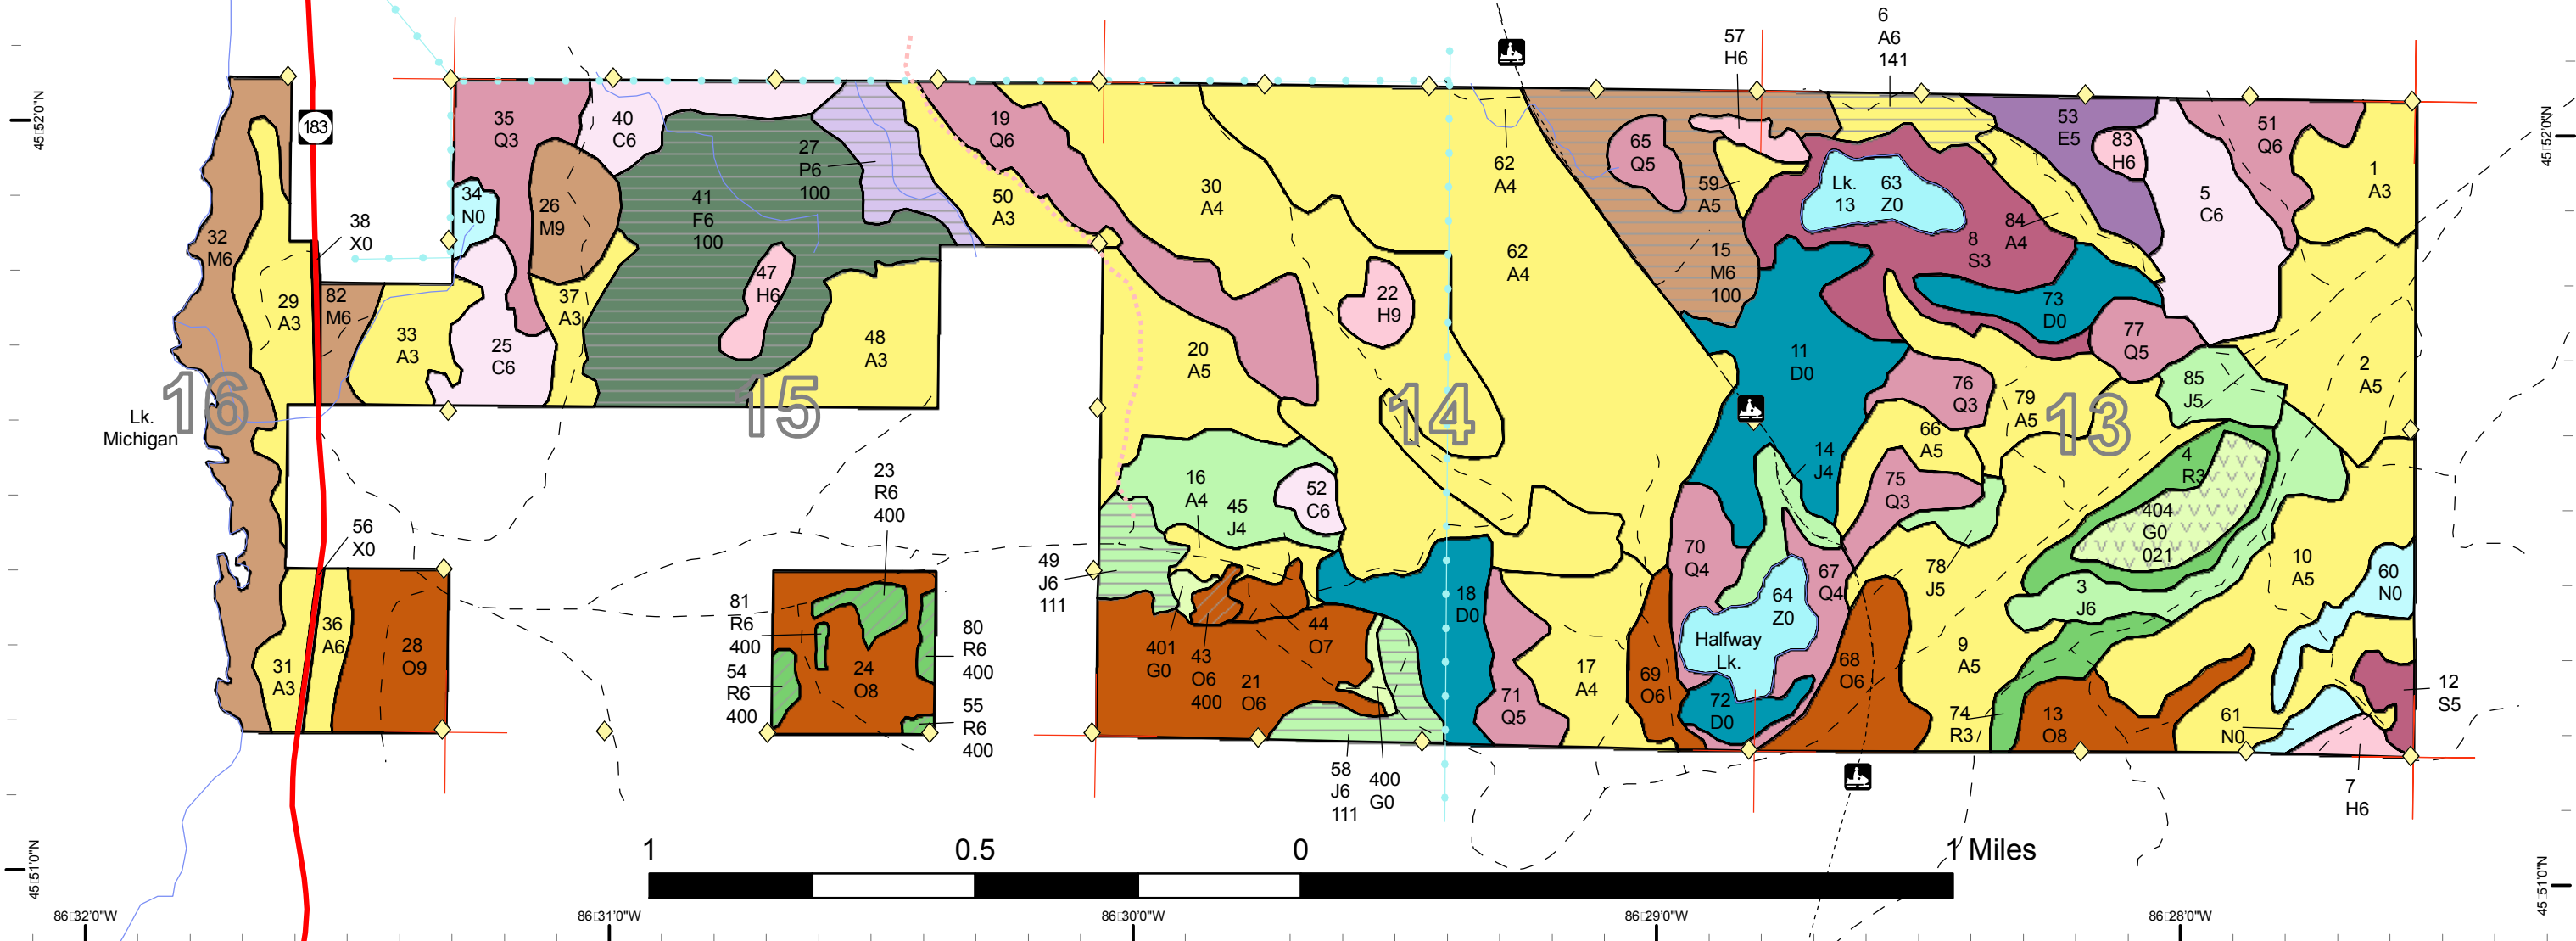 6
A6
141
57
H6
45°52'0"N
45°52'0"N
183
35
Q3
40
C6
27
P6
100
19
Q6
62
A4
65
Q5
53
E5
83
H6
51
Q6
1
A3
34
N0
26
M9
41
F6
100
50
A3
30
A4
59
A5
Lk.
13
63
Z0
5
C6
84
A4
8
S3
32
M6
38
X0
47
H6
62
A4
15
M6
100
29
A3
82
M6
37
A3
22
H9
73
D0
77
Q5
33
A3
25
C6
48
A3
20
A5
11
D0
2
A5
76
Q3
85
J5
79
A5
16
15
14
13
Lk.
Michigan
66
A5
14
J4
4
R3
23
R6
400
16
A4
45
J4
52
C6
75
Q3
404
G0
021
56
X0
49
J6
111
70
Q4
67
Q4
78
J5
10
A5
60
N0
3
J6
18
D0
64
Z0
Halfway
Lk.
81
R6
400
80
R6
400
36
A6
28
O9
31
A3
24
O8
54
R6
400
55
R6
400
401
G0
43
O6
400
44
O7
21
O6
17
A4
69
O6
68
O6
9
A5
71
Q5
72
D0
74
R3
13
O8
61
N0
12
S5
58
J6
111
400
G0
7
H6
1
0.5
0
1 Miles
45°51'0"N
45°51'0"N
86°32'0"W
86°31'0"W
86°30'0"W
86°29'0"W
86°28'0"W